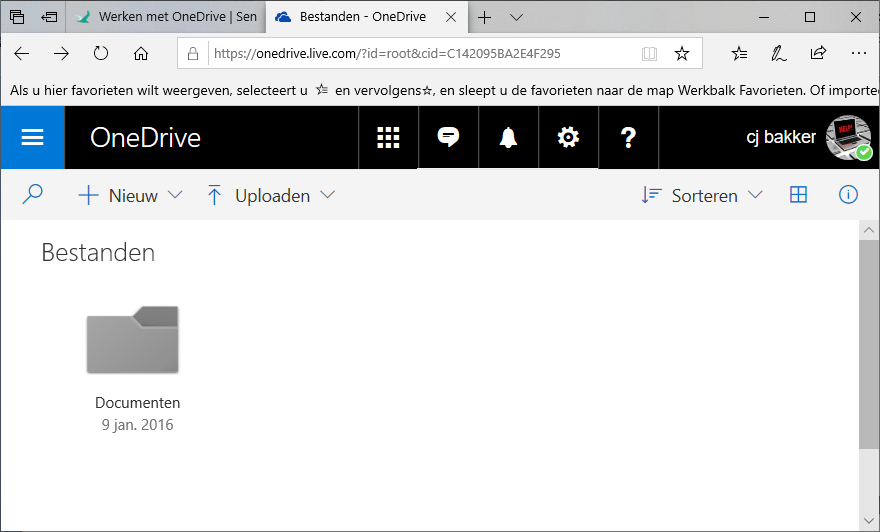 Werken met OneDrive | Sen
Bestanden - OneDrive
https://onedrive.live.com/?id=root&cid=C142095BA2E4F295
Als u hier favorieten wilt weergeven, selecteert u en vervolgens☆, en sleept u de favorieten naar de map Werkbalk Favorieten. Of importe
OneDrive
?
cj bakker
HELP!
Nieuw
Uploaden
Sorteren
Bestanden
Documenten
9 jan. 2016